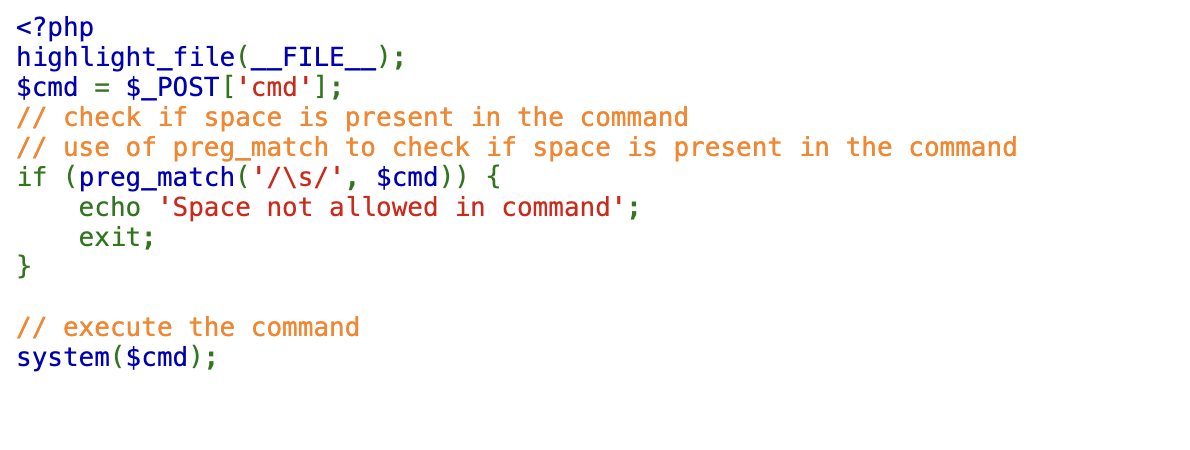 <?php
highlight_file(__FILE__);
$cmd = $_POST['cmd'];
// check if space is present in the command
// use of preg_match to check if space is present in the command
if (preg_match('/\s/', $cmd)) {
    echo 'Space not allowed in command';
    exit;
}

// execute the command
system($cmd);